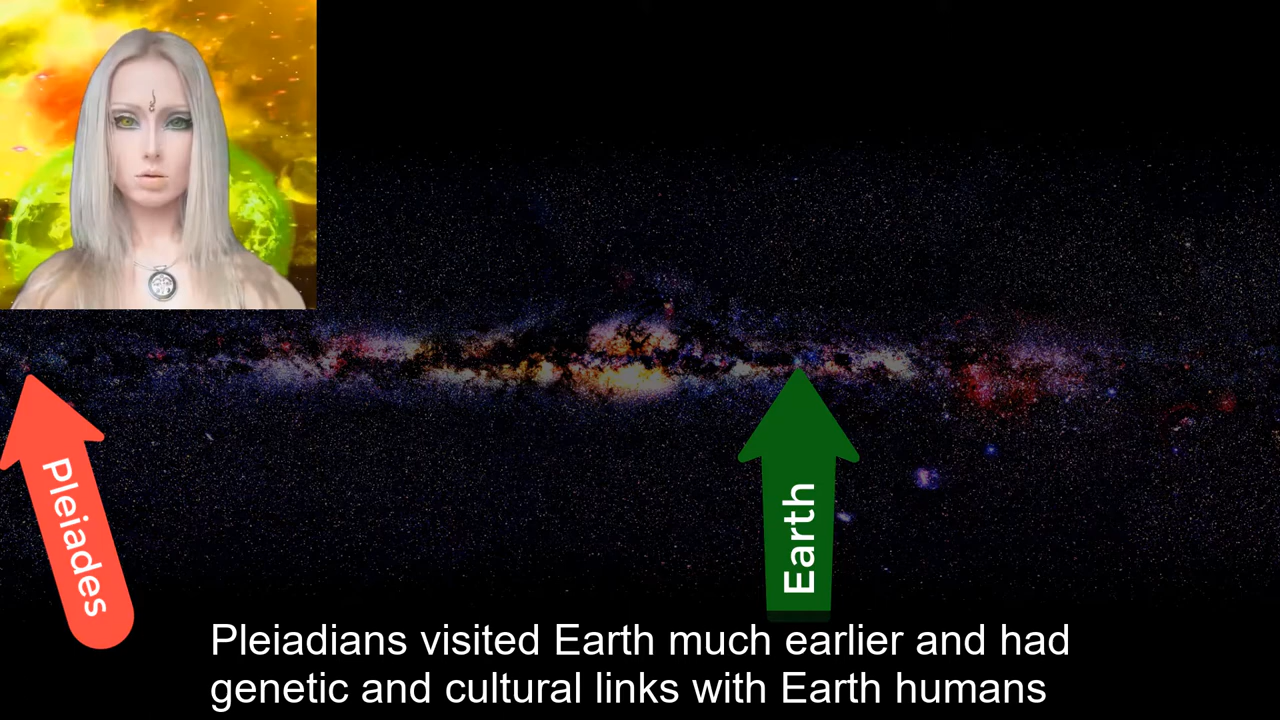 Pleiades
Earth
Pleiadians visited Earth much earlier and had
genetic and cultural links with Earth humans